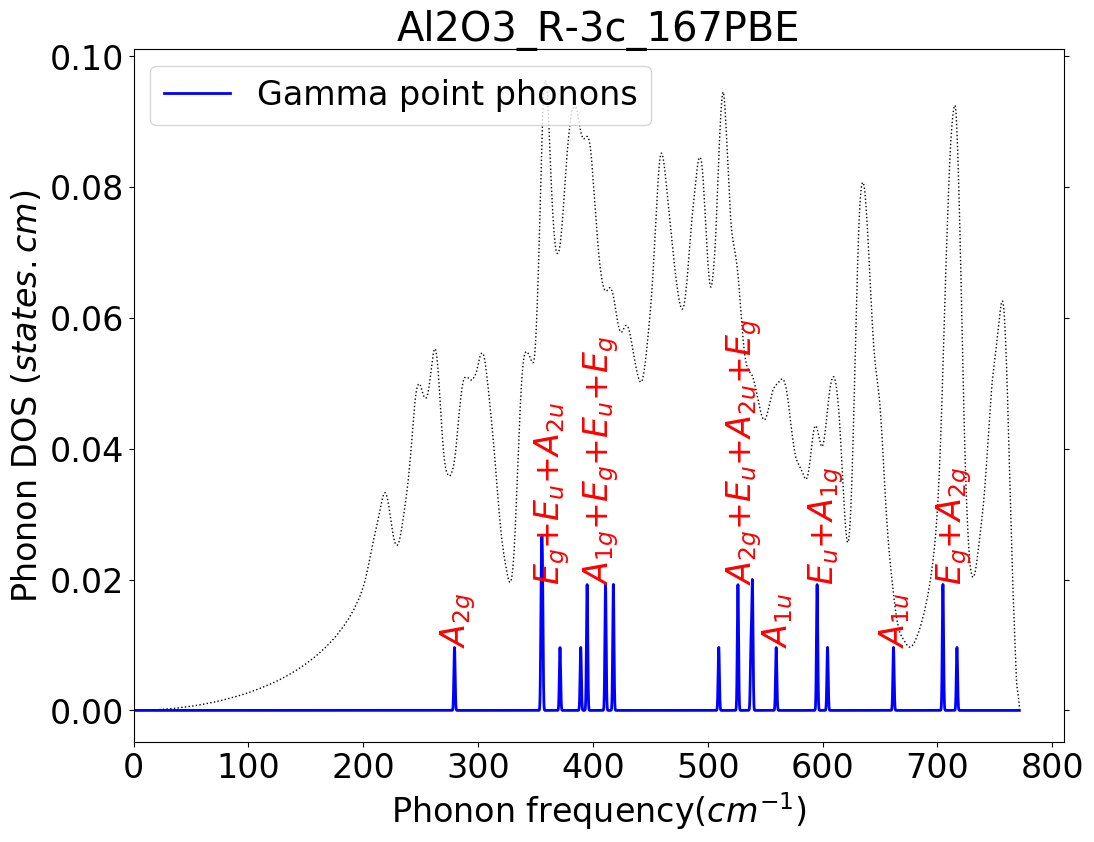 Al2O3_R-3c_167PBE
Gamma point phonons
Phonon DOS (states.cm)
0.10
0.08
0.06
0.04
0.02
0.00
A2g
Eg+Eu+A2u
A1g+Eg+Eu+Eg
A2g+Eu+A2u+Eg
A1u
Eu+A1g
A1u
Eg+A2g
0 100 200 300 400 500 600 700 800
Phonon frequency(cm⁻¹)